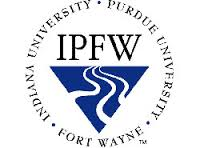 INDIANA UNIVERSITY • PURDUE UNIVERSITY • FORT WAYNE •
IPFW
TM